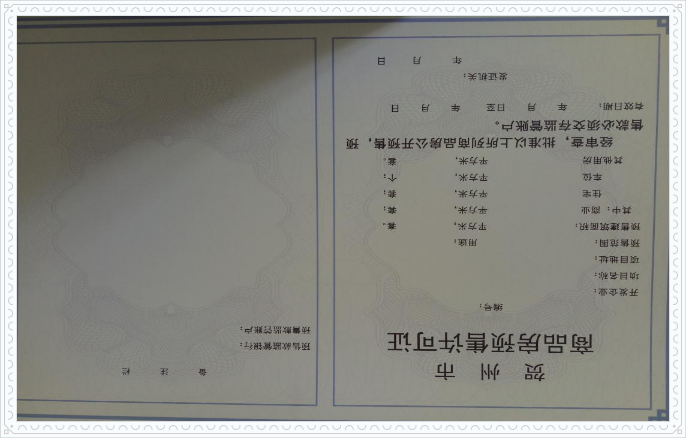 贺 州 市
商品房预售许可证
编号：
开发企业：
项目名称：
项目地址：
预售范围： 用途：
预售建筑面积： 平方米， 套。
其中：商业 平方米， 套；
住宅 平方米， 套；
车位 平方米， 个；
其他用房 平方米， 套。
经审查，批准以上所列商品房公开预售，预
售款必须交存监管账户。
有效日期： 年 月 日至 年 月 日
发证机关：
年 月 日
备 注 栏
预售款监管银行：
预售款监管账户：